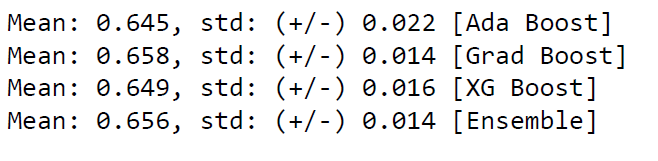 Mean: 0.645, std: (+/-) 0.022 [Ada Boost]
Mean: 0.658, std: (+/-) 0.014 [Grad Boost]
Mean: 0.649, std: (+/-) 0.016 [XG Boost]
Mean: 0.656, std: (+/-) 0.014 [Ensemble]